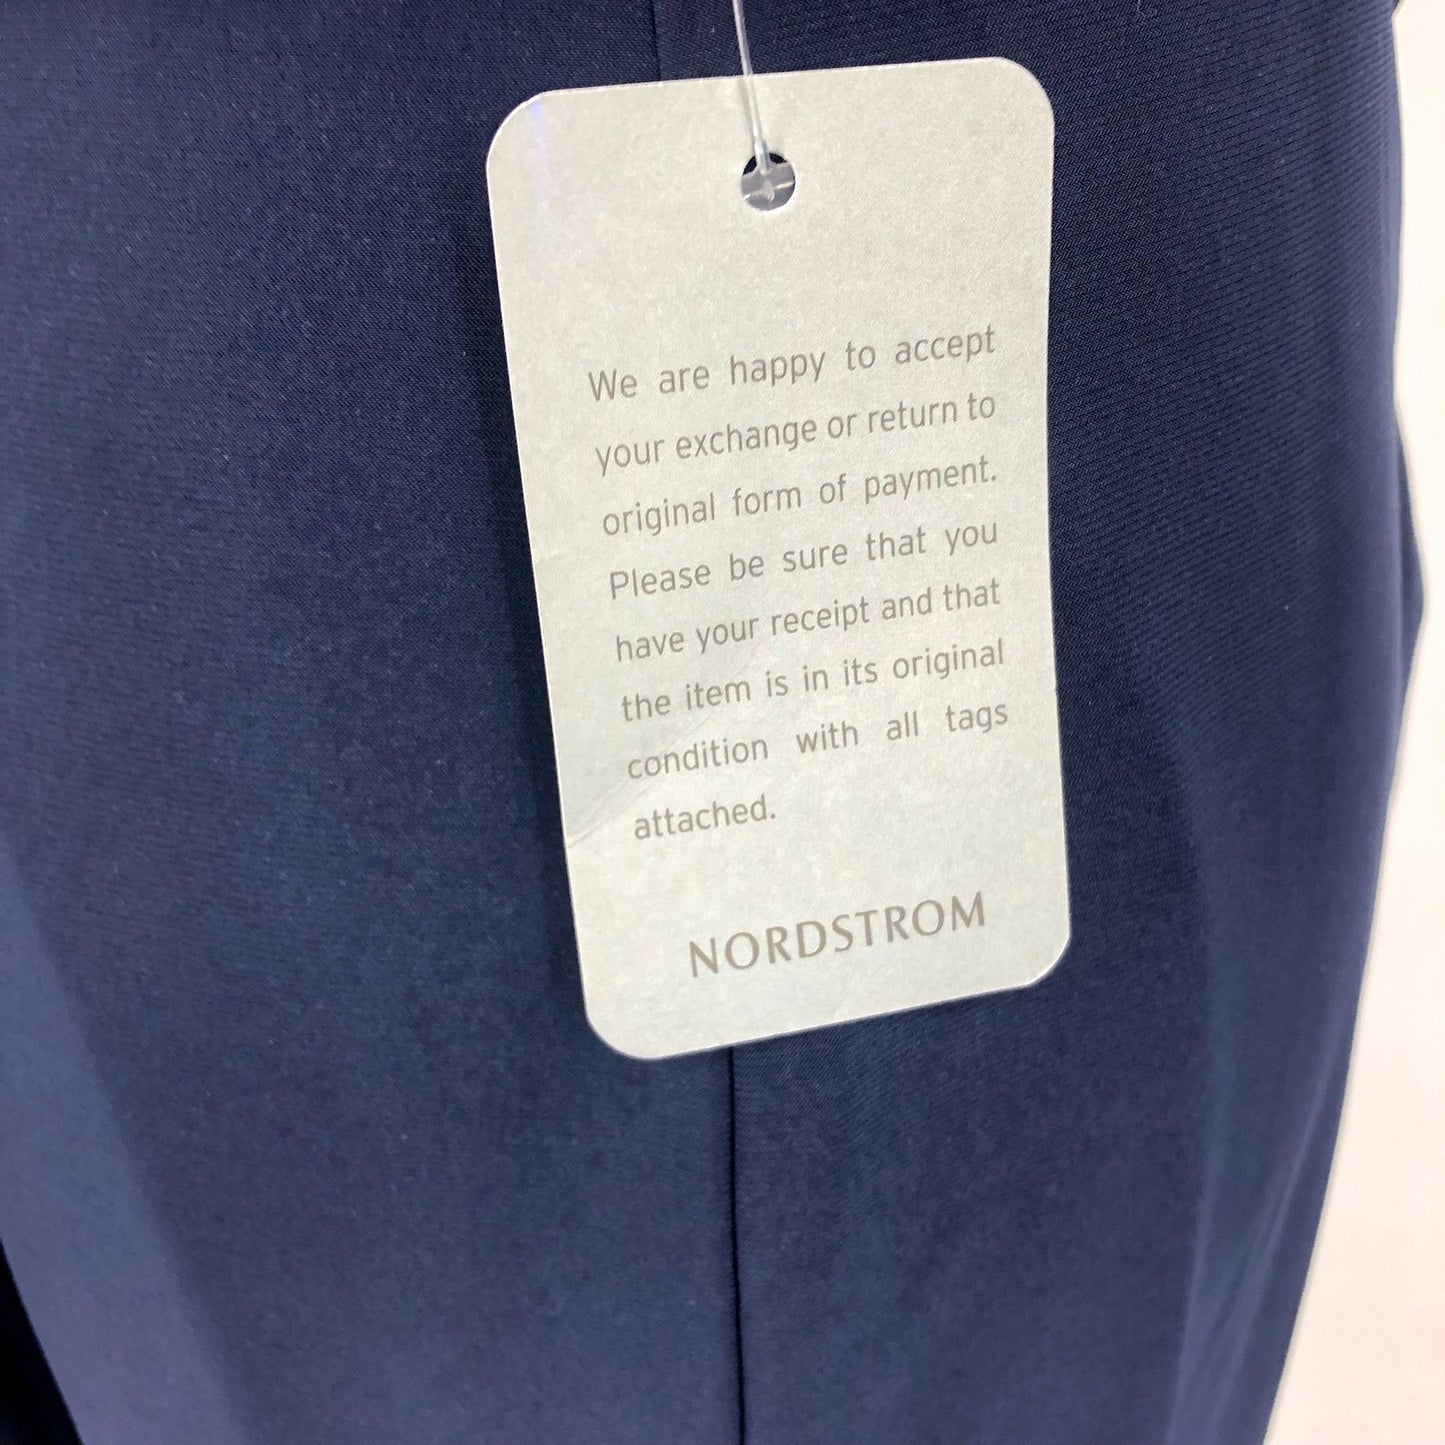 We are happy to accept
your exchange or return to
original form of payment.
Please be sure that you
have your receipt and that
the item is in its original
condition with all tags
attached.
NORDSTROM